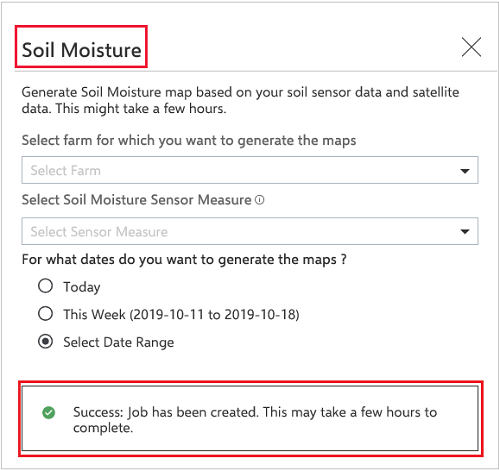 Soil Moisture
Generate Soil Moisture map based on your soil sensor data and satellite
data. This might take a few hours.
Select farm for which you want to generate the maps
Select Farm
Select Soil Moisture Sensor Measure
Select Sensor Measure
For what dates do you want to generate the maps ?
Today
This Week (2019-10-11 to 2019-10-18)
Select Date Range
Success: Job has been created. This may take a few hours to
complete.